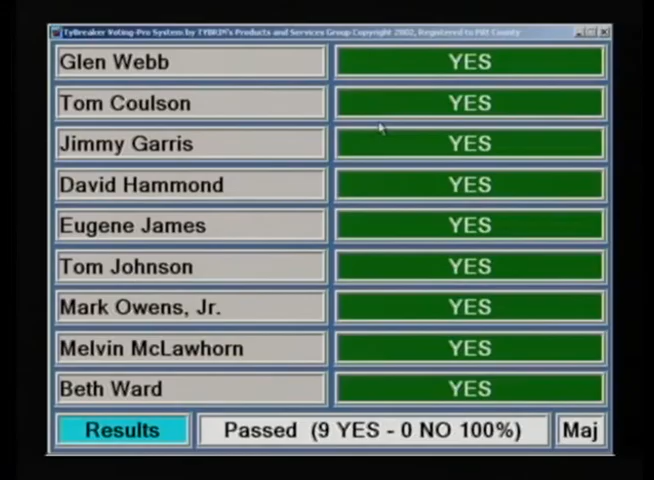 TyBreaker Voting-Pro System by TYBRIN's Products and Services Group Copyright 2002, Registered to Pitt County
Glen Webb YES
Tom Coulson YES
Jimmy Garris YES
David Hammond YES
Eugene James YES
Tom Johnson YES
Mark Owens, Jr. YES
Melvin McLawhorn YES
Beth Ward YES
Results Passed (9 YES - 0 NO 100%) Maj